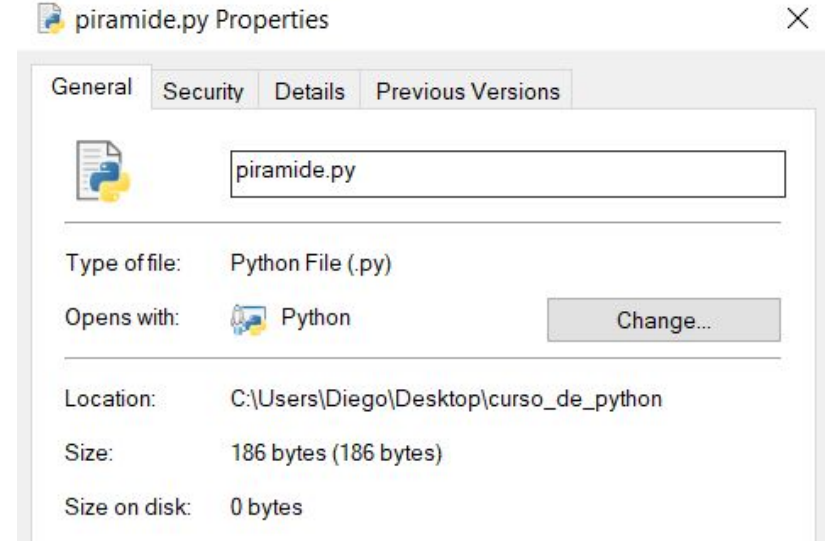 piramide.py Properties
General Security Details Previous Versions
piramide.py
Type of file: Python File (.py)
Opens with: Python Change...
Location: C:\Users\Diego\Desktop\curso_de_python
Size: 186 bytes (186 bytes)
Size on disk: 0 bytes